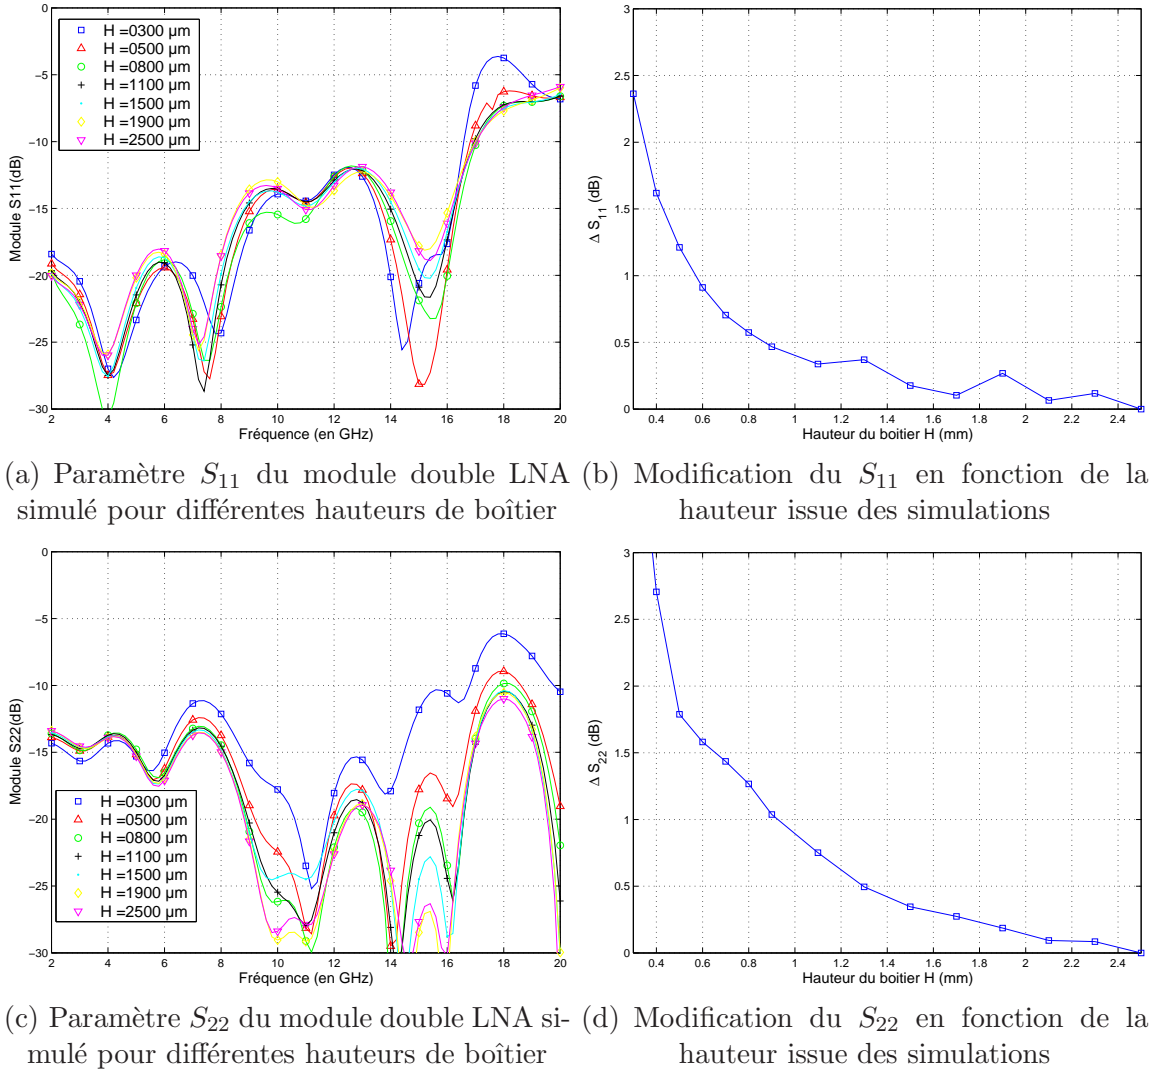 0
−5
−10
−15
−20
−25
−30
2 4 6 8 10 12 14 16 18 20
Module S11(dB)
Fréquence (en GHz)
H =0300 µm
H =0500 µm
H =0800 µm
H =1100 µm
H =1500 µm
H =1900 µm
H =2500 µm
3
2.5
2
1.5
1
0.5
0
0.4 0.6 0.8 1 1.2 1.4 1.6 1.8 2 2.2 2.4
Δ S11 (dB)
Hauteur du boitier H (mm)
(a) Paramètre S11 du module double LNA
simulé pour différentes hauteurs de boîtier
(b) Modification du S11 en fonction de la
hauteur issue des simulations
0
−5
−10
−15
−20
−25
−30
2 4 6 8 10 12 14 16 18 20
Module S22(dB)
Fréquence (en GHz)
H =0300 µm
H =0500 µm
H =0800 µm
H =1100 µm
H =1500 µm
H =1900 µm
H =2500 µm
3
2.5
2
1.5
1
0.5
0
0.4 0.6 0.8 1 1.2 1.4 1.6 1.8 2 2.2 2.4
Δ S22 (dB)
Hauteur du boitier H (mm)
(c) Paramètre S22 du module double LNA si-
mulé pour différentes hauteurs de boîtier
(d) Modification du S22 en fonction de la
hauteur issue des simulations